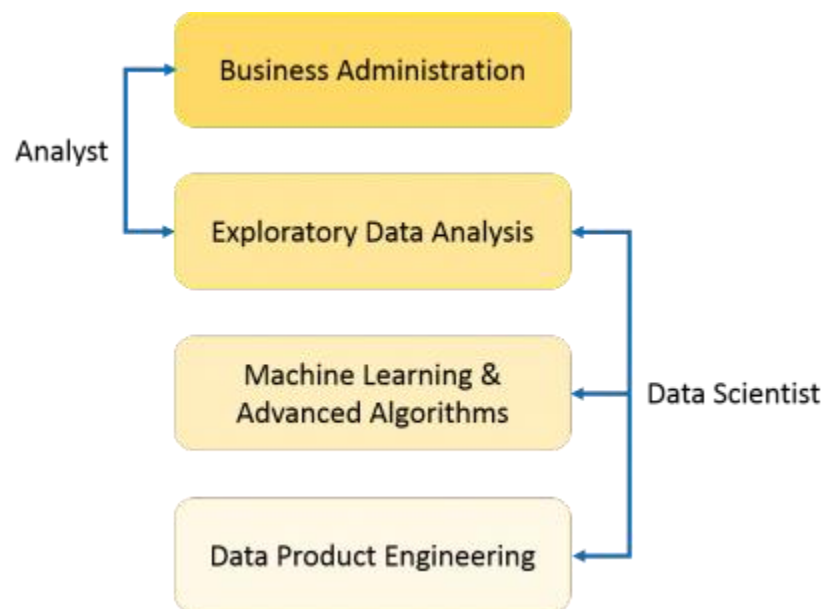 Business Administration
Analyst
Exploratory Data Analysis
Machine Learning &
Advanced Algorithms
Data Scientist
Data Product Engineering